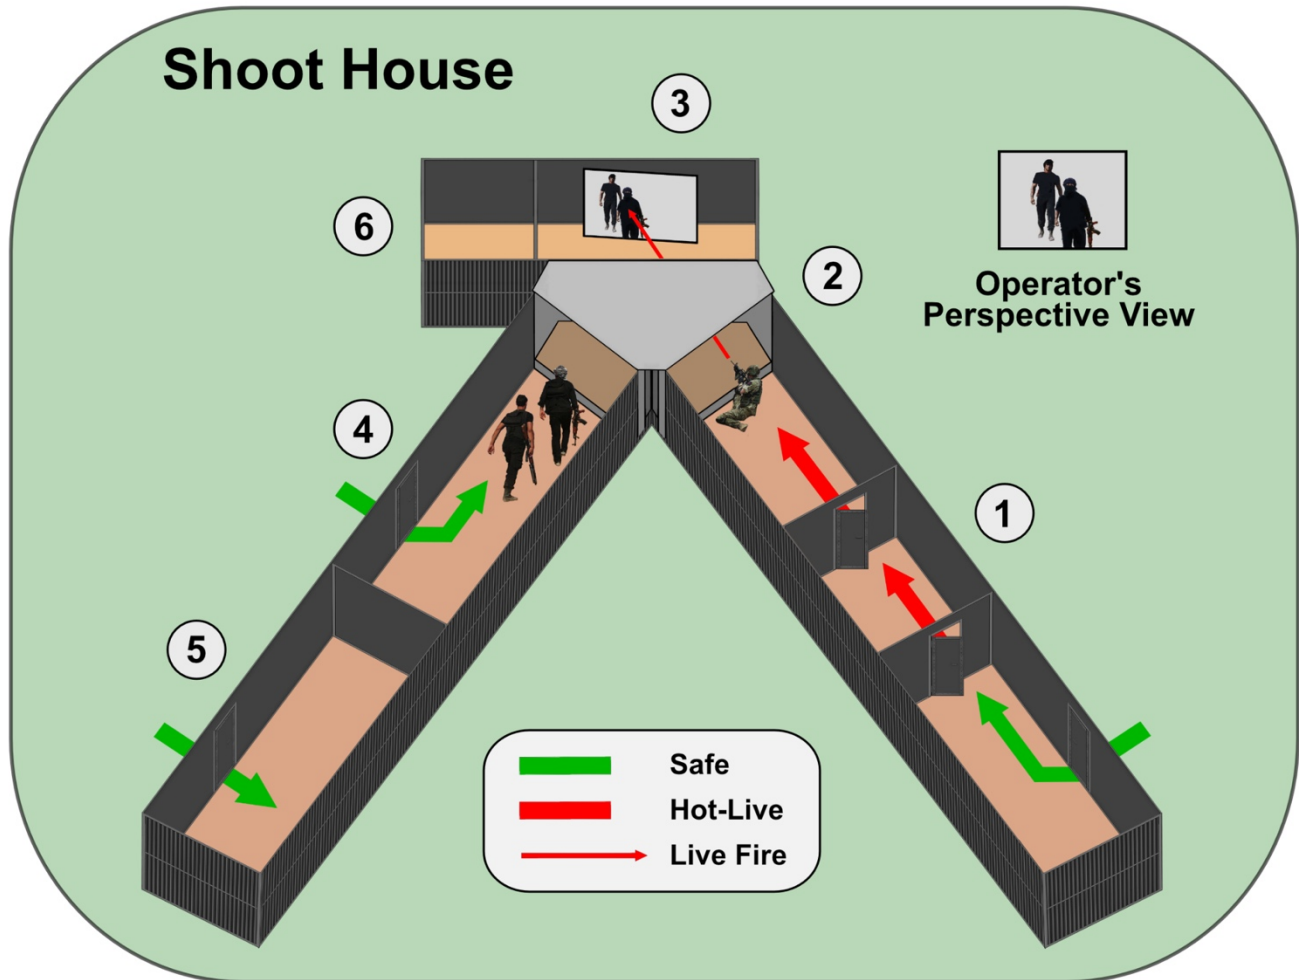 Shoot House
3
6
2
Operator's
Perspective View
4
1
5
Safe
Hot-Live
Live Fire